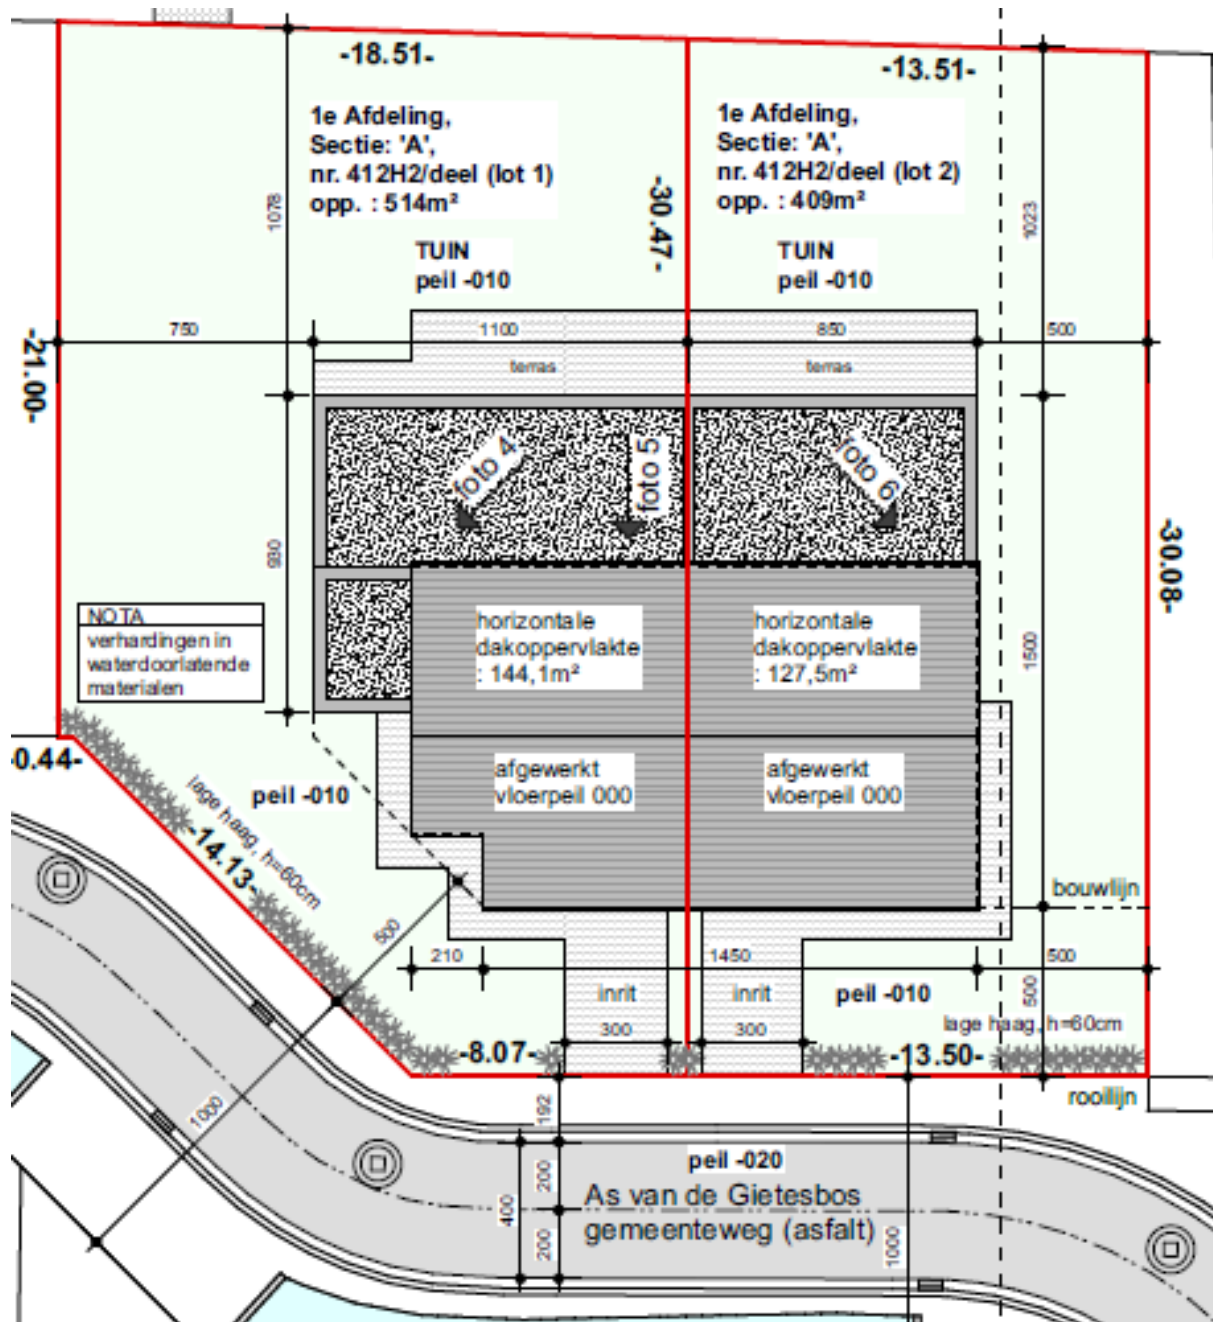 -18.51-
-13.51-
1e Afdeling,
Sectie: 'A',
nr. 412H2/deel (lot 1)
opp. : 514m²
1e Afdeling,
Sectie: 'A',
nr. 412H2/deel (lot 2)
opp. : 409m²
-30.47-
1078
1023
TUIN
peil -010
TUIN
peil -010
750
1100
850
500
terras
terras
-21.00-
foto 4
foto 5
foto 6
930
-30.08-
NOTA
verhardingen in
waterdoorlatende
materialen
horizontale
dakoppervlakte
: 144,1m²
horizontale
dakoppervlakte
: 127,5m²
1500
0.44-
lage haag, h=60cm
-14.13-
peil -010
afgewerkt
vloerpeil 000
afgewerkt
vloerpeil 000
bouwlijn
500
210
1450
500
inrit
inrit
peil -010
500
300
300
lage haag, h=60cm
-8.07-
-13.50-
rooilijn
1000
192
200
400
200
peil -020
As van de Gietesbos
gemeenteweg (asfalt)
1000